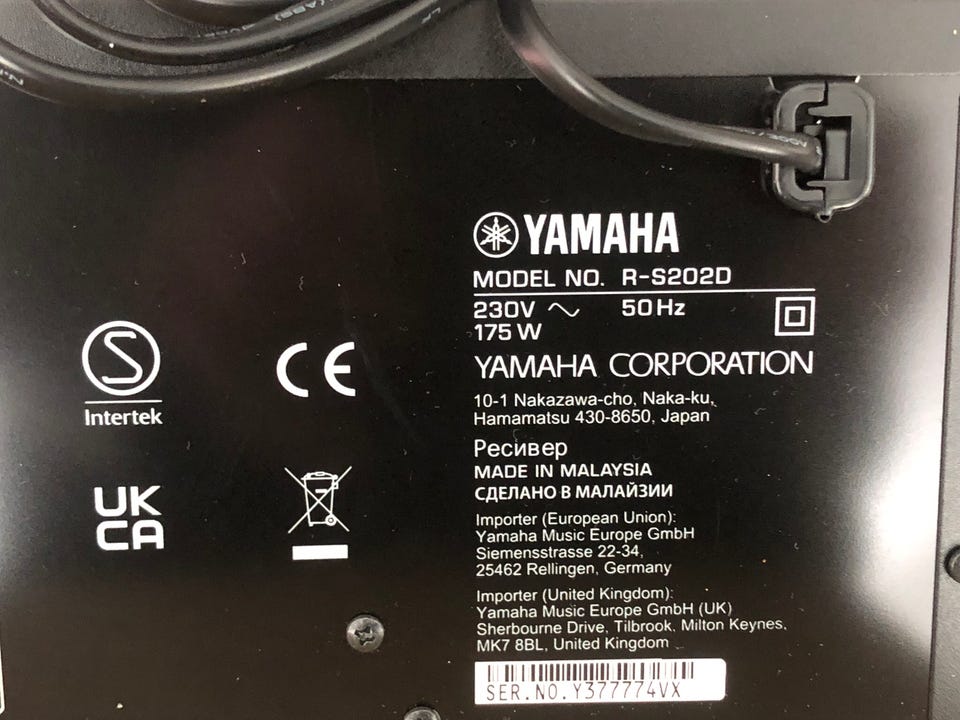 YAMAHA
MODEL NO. R-S202D
230V ~ 50Hz
175 W
YAMAHA CORPORATION
10-1 Nakazawa-cho, Naka-ku,
Hamamatsu 430-8650, Japan
Ресивер
MADE IN MALAYSIA
СДЕЛАНО В МАЛАЙЗИИ
Importer (European Union):
Yamaha Music Europe GmbH
Siemensstrasse 22-34,
25462 Rellingen, Germany
Importer (United Kingdom):
Yamaha Music Europe GmbH (UK)
Sherbourne Drive, Tilbrook, Milton Keynes,
MK7 8BL, United Kingdom
SER.NO.Y377774VX
S
Intertek
CE
UK
CA